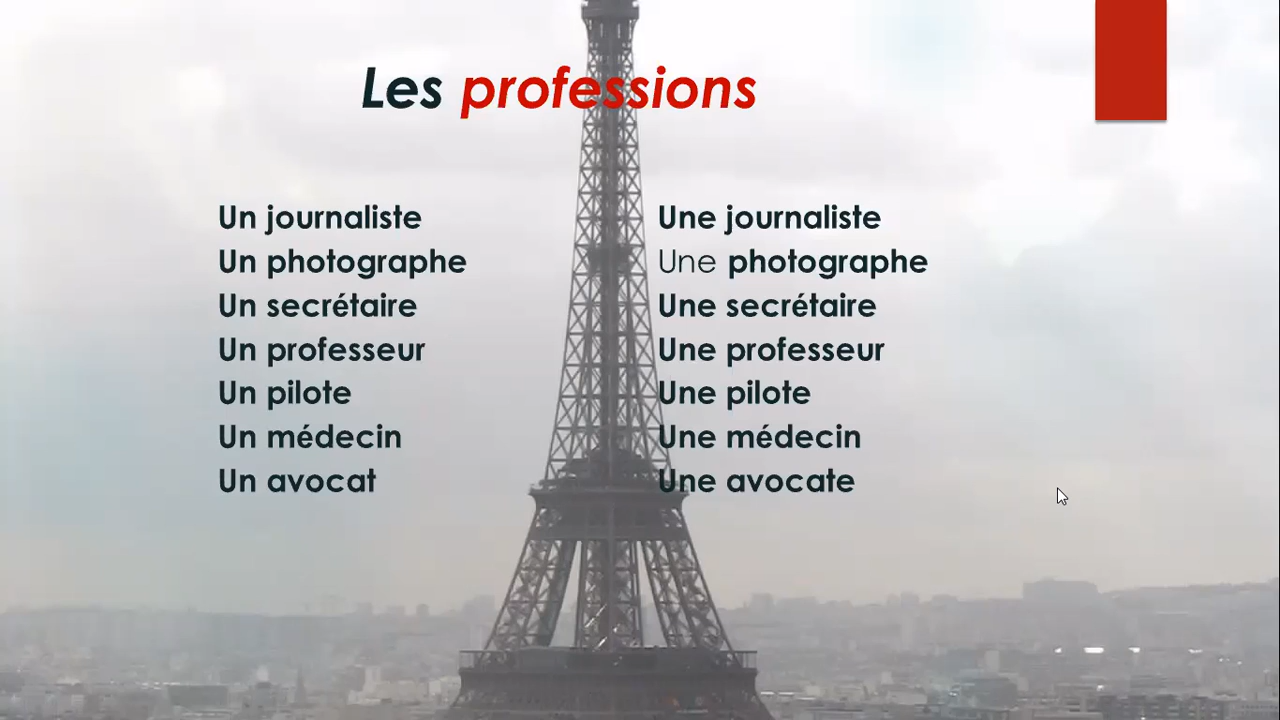 Les professions
Un journaliste
Un photographe
Un secrétaire
Un professeur
Un pilote
Un médecin
Un avocat
Une journaliste
Une photographe
Une secrétaire
Une professeur
Une pilote
Une médecin
Une avocate